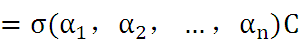 = σ(α₁， α₂， …， αₙ)C